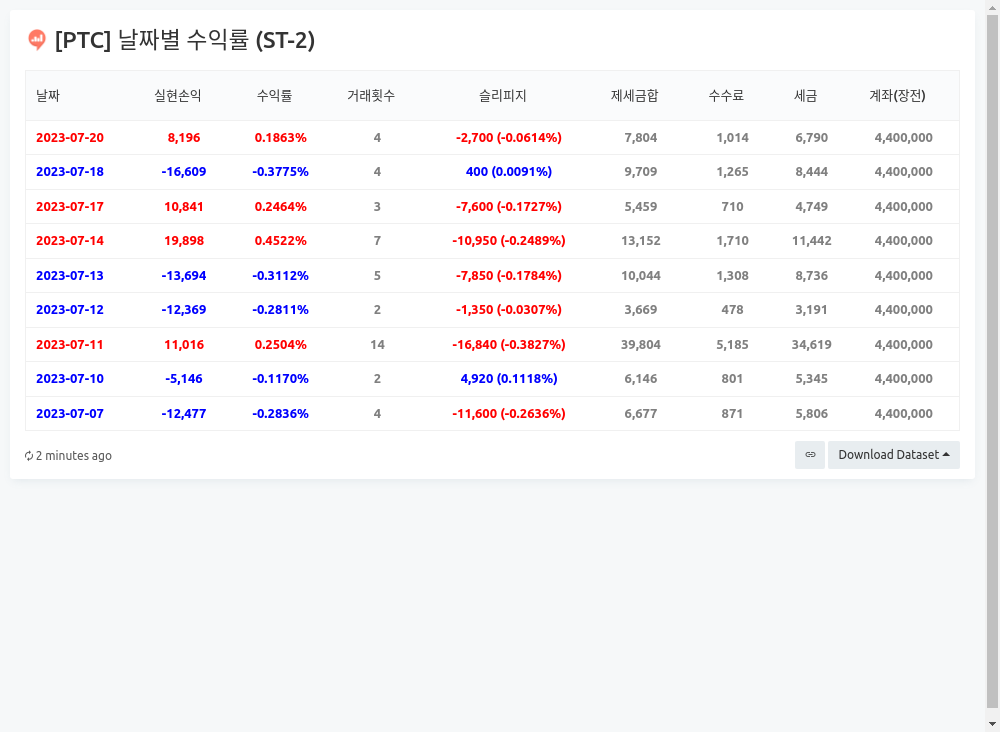 [PTC] 날짜별 수익률 (ST-2)
날짜 실현손익 수익률 거래횟수 슬리피지 제세금합 수수료 세금 계좌(장전)
2023-07-20 8,196 0.1863% 4 -2,700 (-0.0614%) 7,804 1,014 6,790 4,400,000
2023-07-18 -16,609 -0.3775% 4 400 (0.0091%) 9,709 1,265 8,444 4,400,000
2023-07-17 10,841 0.2464% 3 -7,600 (-0.1727%) 5,459 710 4,749 4,400,000
2023-07-14 19,898 0.4522% 7 -10,950 (-0.2489%) 13,152 1,710 11,442 4,400,000
2023-07-13 -13,694 -0.3112% 5 -7,850 (-0.1784%) 10,044 1,308 8,736 4,400,000
2023-07-12 -12,369 -0.2811% 2 -1,350 (-0.0307%) 3,669 478 3,191 4,400,000
2023-07-11 11,016 0.2504% 14 -16,840 (-0.3827%) 39,804 5,185 34,619 4,400,000
2023-07-10 -5,146 -0.1170% 2 4,920 (0.1118%) 6,146 801 5,345 4,400,000
2023-07-07 -12,477 -0.2836% 4 -11,600 (-0.2636%) 6,677 871 5,806 4,400,000
2 minutes ago Download Dataset